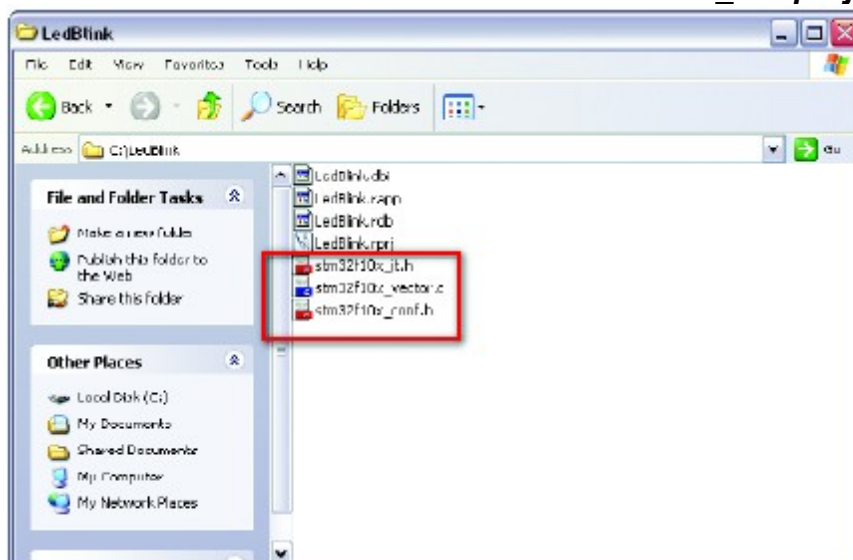 LedBlink
File Edit View Favorites Tools Help
Back Search Folders
Address C:\LedBlink Go
File and Folder Tasks
Make a new folder
Publish this folder to
the Web
Share this folder
Other Places
Local Disk (C:)
My Documents
Shared Documents
My Computer
My Network Places
LedBlink.dbi
LedBlink.rapp
LedBlink.rdb
LedBlink.rprj
stm32f10x_it.h
stm32f10x_vector.c
stm32f10x_conf.h